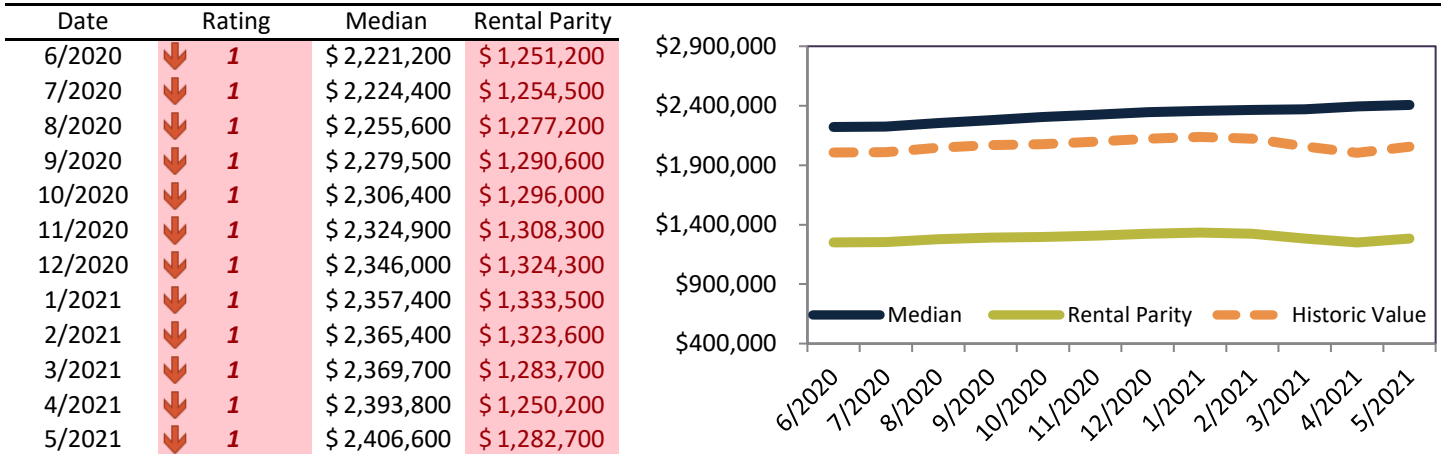 Date Rating Median Rental Parity
6/2020 1 $ 2,221,200 $ 1,251,200
7/2020 1 $ 2,224,400 $ 1,254,500
8/2020 1 $ 2,255,600 $ 1,277,200
9/2020 1 $ 2,279,500 $ 1,290,600
10/2020 1 $ 2,306,400 $ 1,296,000
11/2020 1 $ 2,324,900 $ 1,308,300
12/2020 1 $ 2,346,000 $ 1,324,300
1/2021 1 $ 2,357,400 $ 1,333,500
2/2021 1 $ 2,365,400 $ 1,323,600
3/2021 1 $ 2,369,700 $ 1,283,700
4/2021 1 $ 2,393,800 $ 1,250,200
5/2021 1 $ 2,406,600 $ 1,282,700
$2,900,000
$2,400,000
$1,900,000
$1,400,000
$900,000
$400,000
Median Rental Parity Historic Value
6/2020 7/2020 8/2020 9/2020 10/2020 11/2020 12/2020 1/2021 2/2021 3/2021 4/2021 5/2021